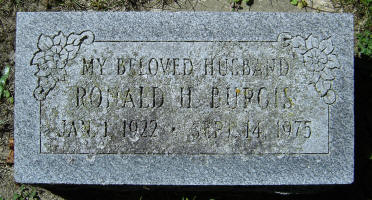 MY BELOVED HUSBAND
RONALD H. BURGIS
JAN. 1, 1922 · SEPT. 14, 1975